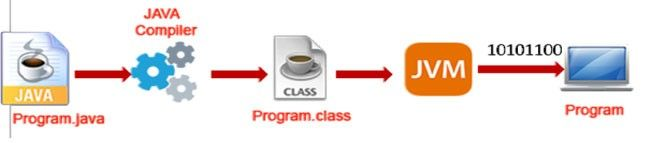 JAVA
Compiler
JAVA
Program.java
CLASS
Program.class
JVM
10101100
Program